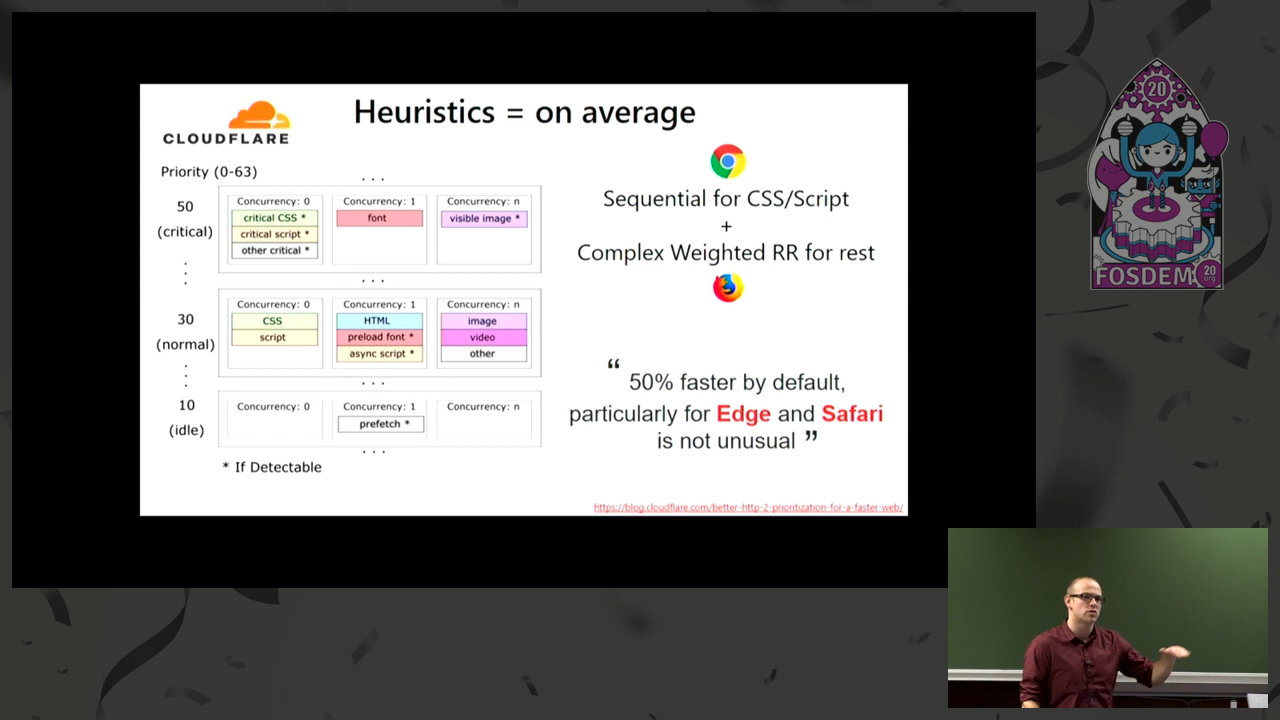 CLOUDFLARE
Heuristics = on average
Priority (0-63)
. . .
50
(critical)
Concurrency: 0
critical CSS *
critical script *
other critical *
Concurrency: 1
font
Concurrency: n
visible image *
. . .
30
(normal)
Concurrency: 0
CSS
script
Concurrency: 1
HTML
preload font *
async script *
Concurrency: n
image
video
other
. . .
10
(idle)
Concurrency: 0
Concurrency: 1
prefetch *
Concurrency: n
. . .
* If Detectable
Sequential for CSS/Script
+
Complex Weighted RR for rest
“ 50% faster by default,
particularly for Edge and Safari
is not unusual ”
https://blog.cloudflare.com/better-http-2-prioritization-for-a-faster-web/
20
FOSDEM
20
.org